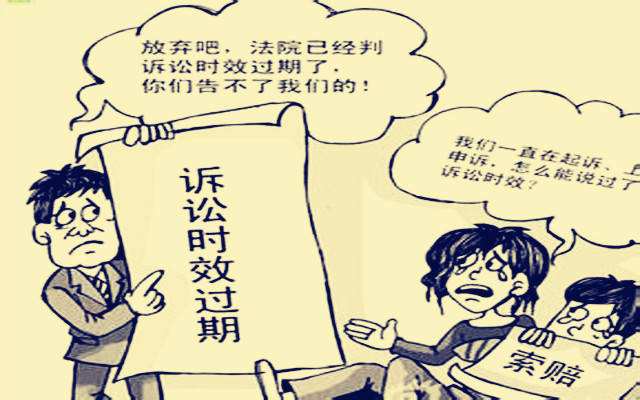 放弃吧，法院已经判
诉讼时效过期了，
你们告不了我们的！
我们一直在起诉、
申诉，怎么能说过了
诉讼时效？
诉讼时效过期
索赔